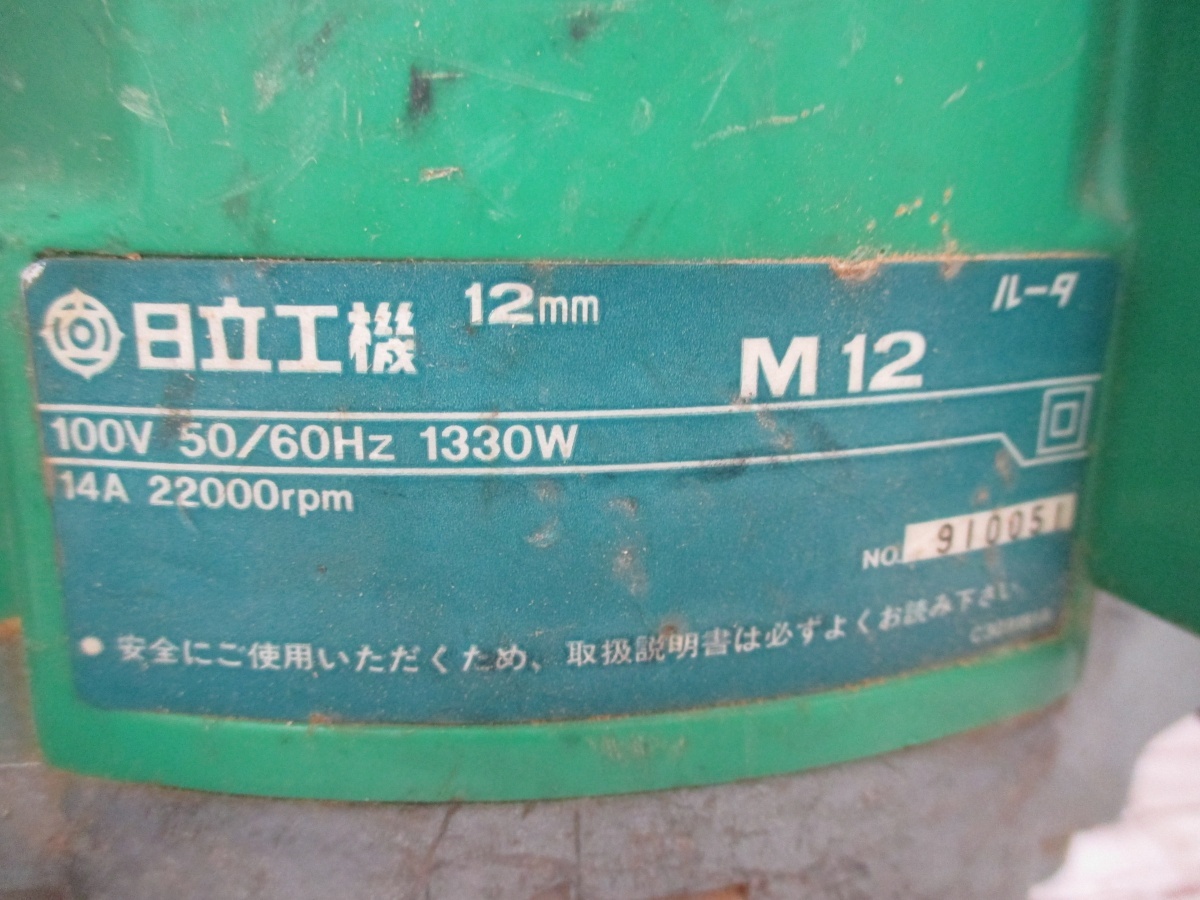 日立工機 12mm ルータ
M12
100V 50/60Hz 1330W
14A 22000rpm
NO. 910051
● 安全にご使用いただくため、取扱説明書は必ずよくお読み下さい。